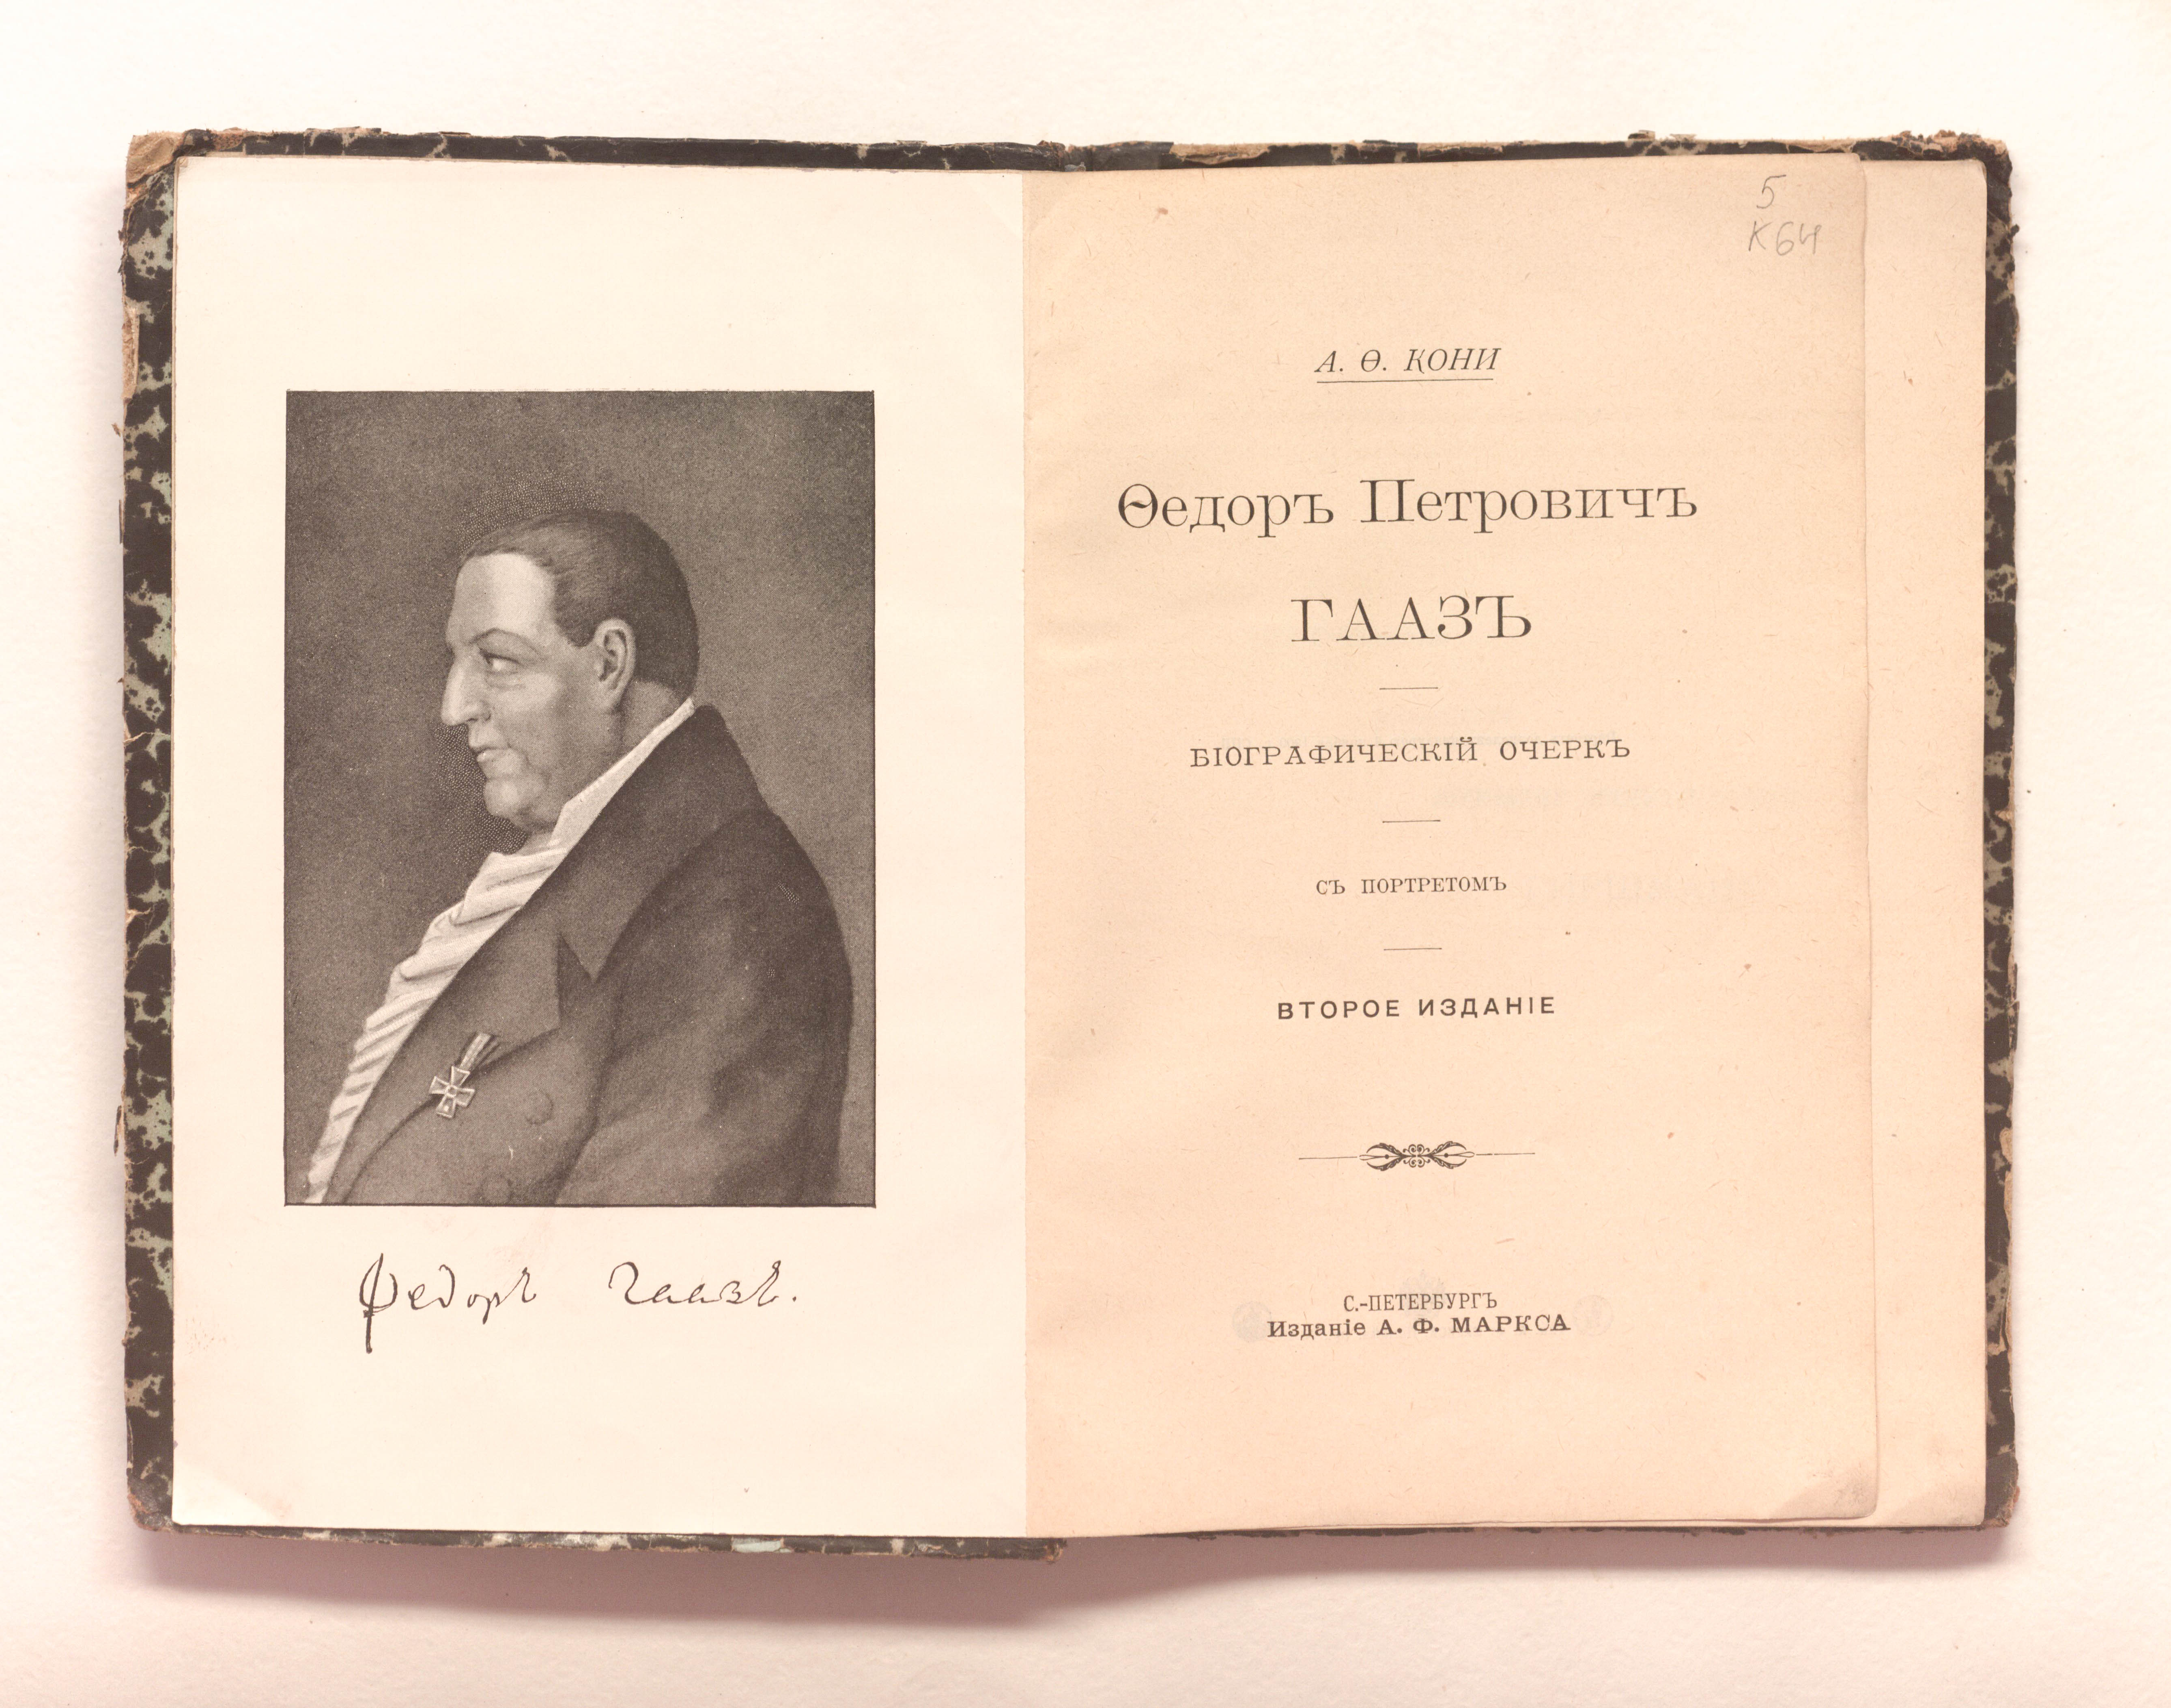 Федоръ Гаазъ.
5
К64
А. Ѳ. КОНИ
Ѳедоръ Петровичъ
ГААЗЪ
БІОГРАФИЧЕСКІЙ ОЧЕРКЪ
СЪ ПОРТРЕТОМЪ
ВТОРОЕ ИЗДАНІЕ
С.-ПЕТЕРБУРГЪ
Изданіе А. Ф. МАРКСА